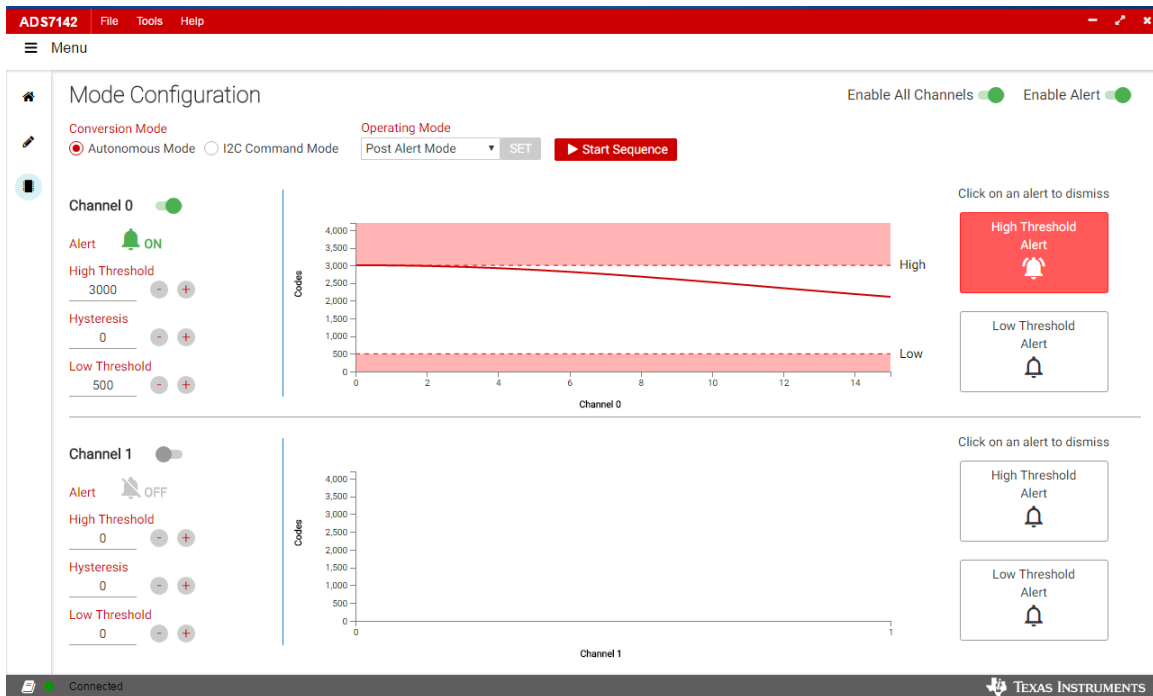 ADS7142 File Tools Help
Menu
Mode Configuration
Enable All Channels Enable Alert
Conversion Mode
Autonomous Mode I2C Command Mode
Operating Mode
Post Alert Mode SET Start Sequence
Channel 0
Alert ON
High Threshold
3000 - +
Hysteresis
0 - +
Low Threshold
500 - +
Codes
4,000
3,500
3,000
2,500
2,000
1,500
1,000
500
0
0 2 4 6 8 10 12 14
Channel 0
High
Low
Click on an alert to dismiss
High Threshold
Alert
Low Threshold
Alert
Channel 1
Alert OFF
High Threshold
0 - +
Hysteresis
0 - +
Low Threshold
0 - +
Codes
4,000
3,500
3,000
2,500
2,000
1,500
1,000
500
0
0 1
Channel 1
Click on an alert to dismiss
High Threshold
Alert
Low Threshold
Alert
Connected
TEXAS INSTRUMENTS